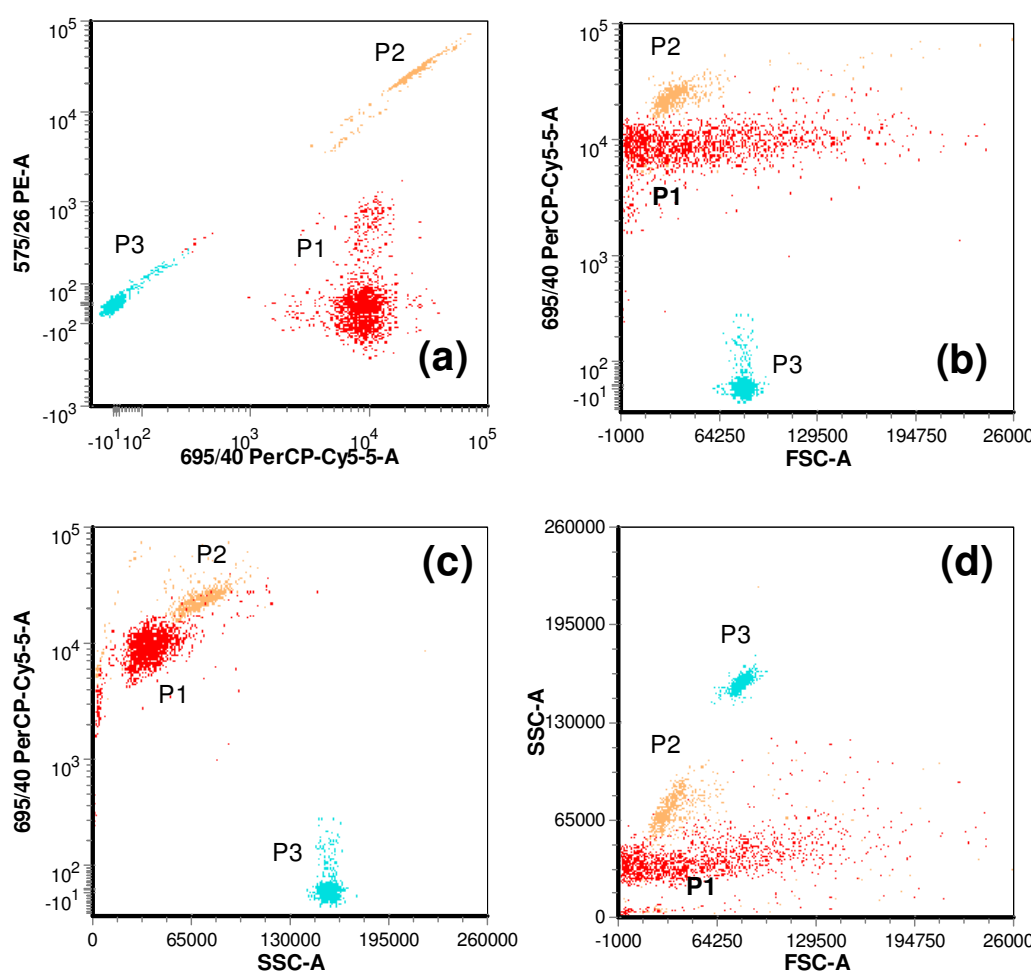 10^5
10^4
10^3
10^2
-10^2
-10^3
575/26 PE-A
P2
P1
P3
(a)
-10^1 10^2 10^3 10^4 10^5
695/40 PerCP-Cy5-5-A
10^5
10^4
10^3
10^2
-10^1
695/40 PerCP-Cy5-5-A
P2
P1
P3
(b)
-1000 64250 129500 194750 26000
FSC-A
10^5
10^4
10^3
10^2
-10^1
695/40 PerCP-Cy5-5-A
P2
P1
P3
(c)
0 65000 130000 195000 260000
SSC-A
260000
195000
130000
65000
0
SSC-A
P3
P2
P1
(d)
-1000 64250 129500 194750 26000
FSC-A